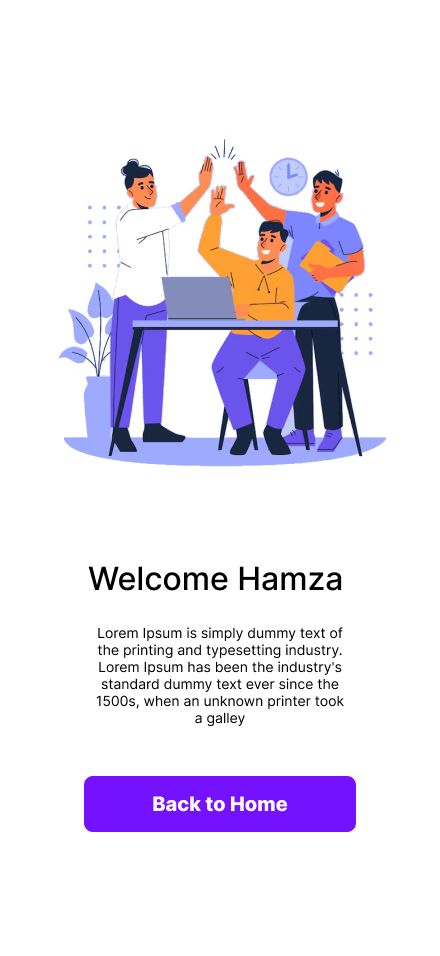 Welcome Hamza
Lorem Ipsum is simply dummy text of
the printing and typesetting industry.
Lorem Ipsum has been the industry's
standard dummy text ever since the
1500s, when an unknown printer took
a galley
Back to Home